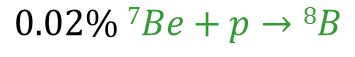 0.02% ⁷Be + p → ⁸B